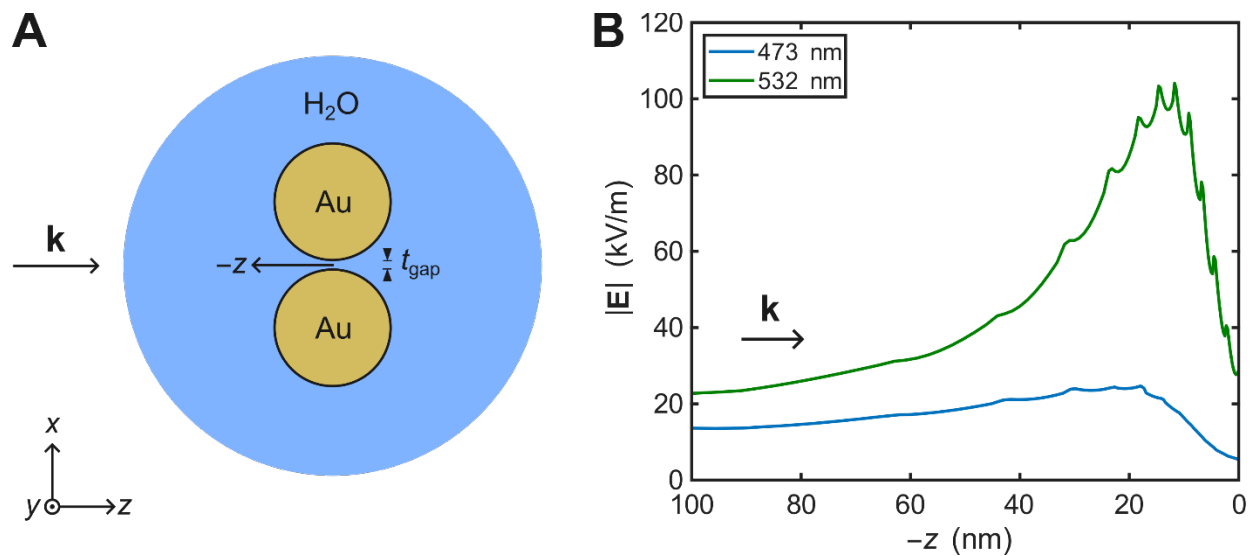 A
H₂O
Au
k
–z
t_gap
Au
x
y
z
B
120
100
80
60
40
20
0
|E| (kV/m)
473 nm
532 nm
k
100
80
60
40
20
0
–z (nm)